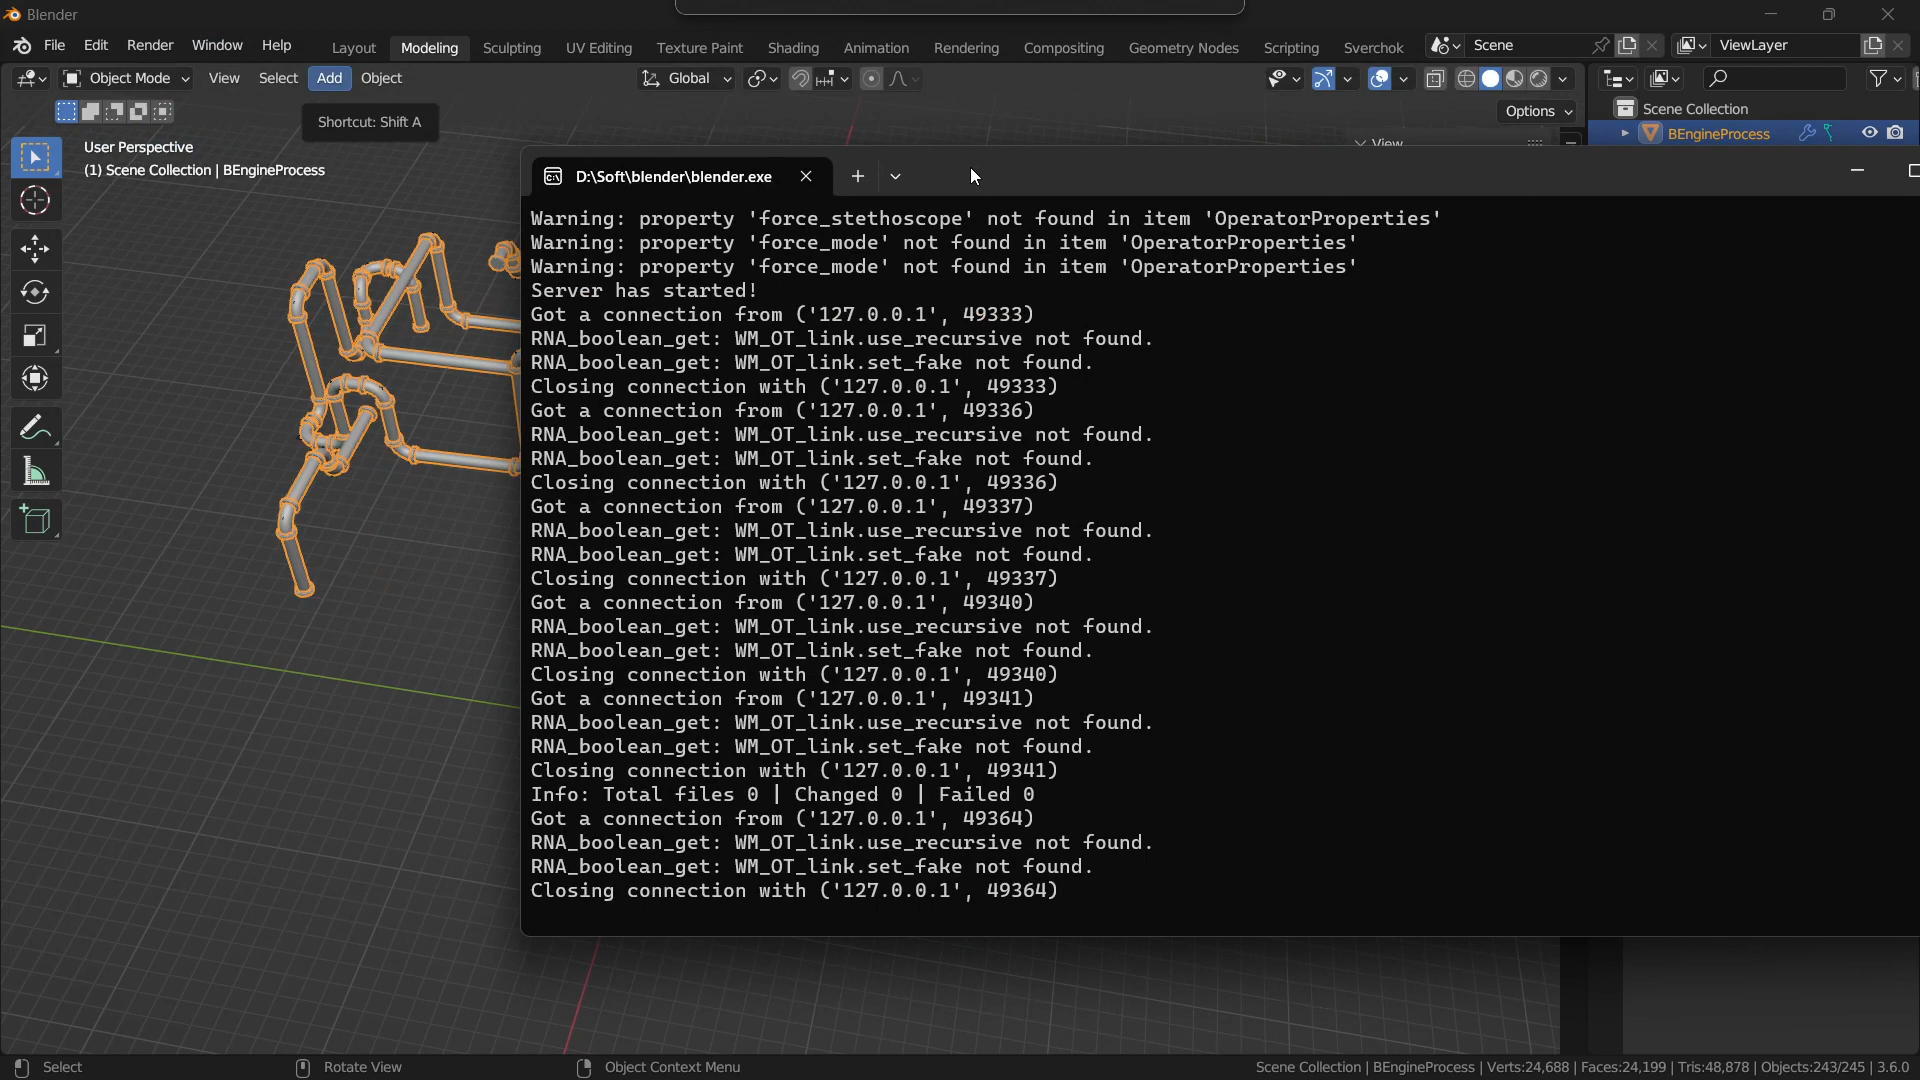 Blender
File Edit Render Window Help Layout Modeling Sculpting UV Editing Texture Paint Shading Animation Rendering Compositing Geometry Nodes Scripting Sverchok Scene ViewLayer
Object Mode View Select Add Object Global
Options
Scene Collection
BEngineProcess
Shortcut: Shift A
User Perspective
(1) Scene Collection | BEngineProcess
View
D:\Soft\blender\blender.exe
Warning: property 'force_stethoscope' not found in item 'OperatorProperties'
Warning: property 'force_mode' not found in item 'OperatorProperties'
Warning: property 'force_mode' not found in item 'OperatorProperties'
Server has started!
Got a connection from ('127.0.0.1', 49333)
RNA_boolean_get: WM_OT_link.use_recursive not found.
RNA_boolean_get: WM_OT_link.set_fake not found.
Closing connection with ('127.0.0.1', 49333)
Got a connection from ('127.0.0.1', 49336)
RNA_boolean_get: WM_OT_link.use_recursive not found.
RNA_boolean_get: WM_OT_link.set_fake not found.
Closing connection with ('127.0.0.1', 49336)
Got a connection from ('127.0.0.1', 49337)
RNA_boolean_get: WM_OT_link.use_recursive not found.
RNA_boolean_get: WM_OT_link.set_fake not found.
Closing connection with ('127.0.0.1', 49337)
Got a connection from ('127.0.0.1', 49340)
RNA_boolean_get: WM_OT_link.use_recursive not found.
RNA_boolean_get: WM_OT_link.set_fake not found.
Closing connection with ('127.0.0.1', 49340)
Got a connection from ('127.0.0.1', 49341)
RNA_boolean_get: WM_OT_link.use_recursive not found.
RNA_boolean_get: WM_OT_link.set_fake not found.
Closing connection with ('127.0.0.1', 49341)
Info: Total files 0 | Changed 0 | Failed 0
Got a connection from ('127.0.0.1', 49364)
RNA_boolean_get: WM_OT_link.use_recursive not found.
RNA_boolean_get: WM_OT_link.set_fake not found.
Closing connection with ('127.0.0.1', 49364)
Select Rotate View Object Context Menu Scene Collection | BEngineProcess | Verts:24,688 | Faces:24,199 | Tris:48,878 | Objects:243/245 | 3.6.0